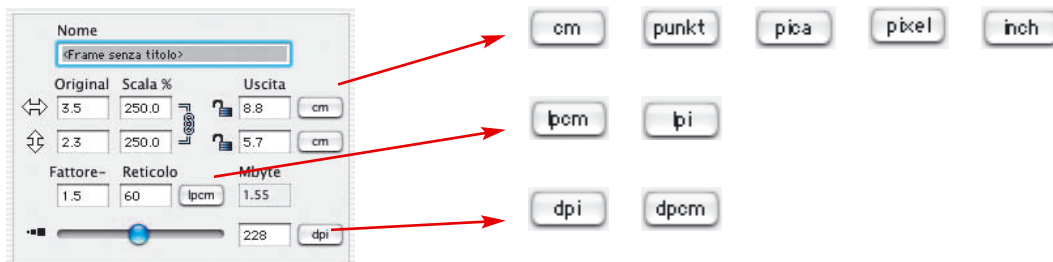 Nome
<Frame senza titolo>
Original Scala % Uscita
3.5 250.0 8.8 cm
2.3 250.0 5.7 cm
Fattore- Reticolo Mbyte
1.5 60 lpcm 1.55
228 dpi
cm punkt pica pixel inch
lpcm lpi
dpi dpcm